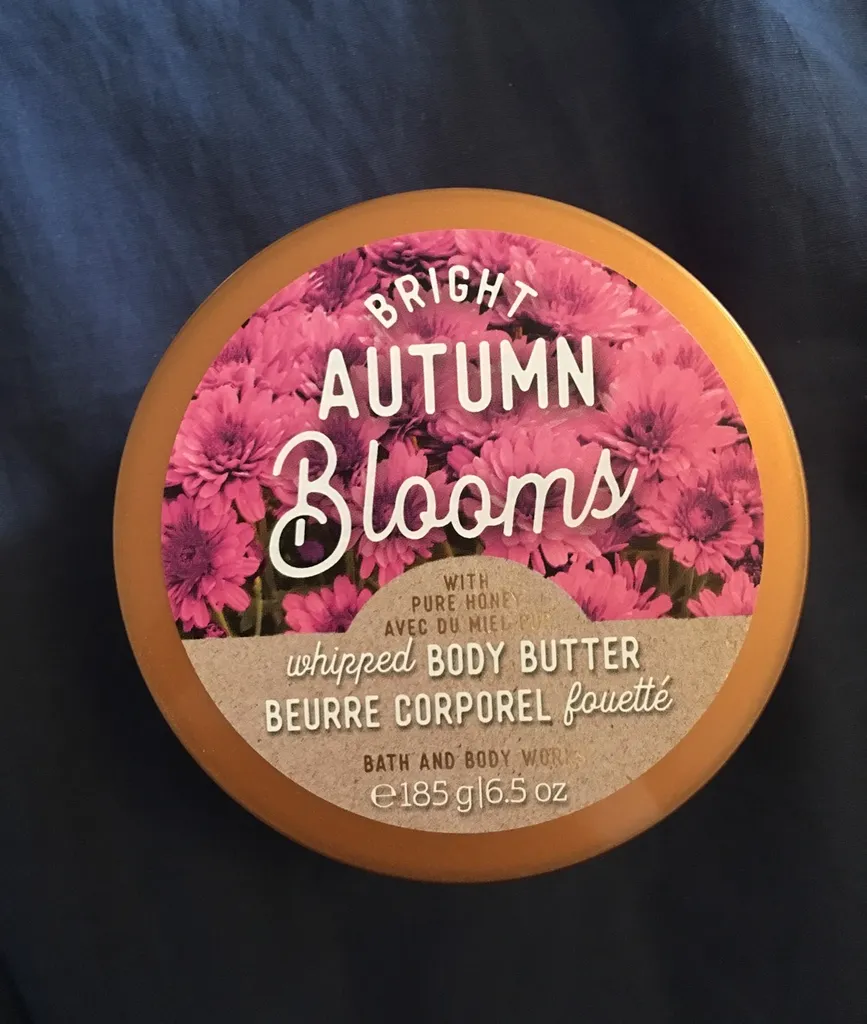 BRIGHT
AUTUMN
Blooms
WITH
PURE HONEY
AVEC DU MIEL PUR
whipped BODY BUTTER
BEURRE CORPOREL fouetté
BATH AND BODY WORKS
℮185 g|6.5 oz